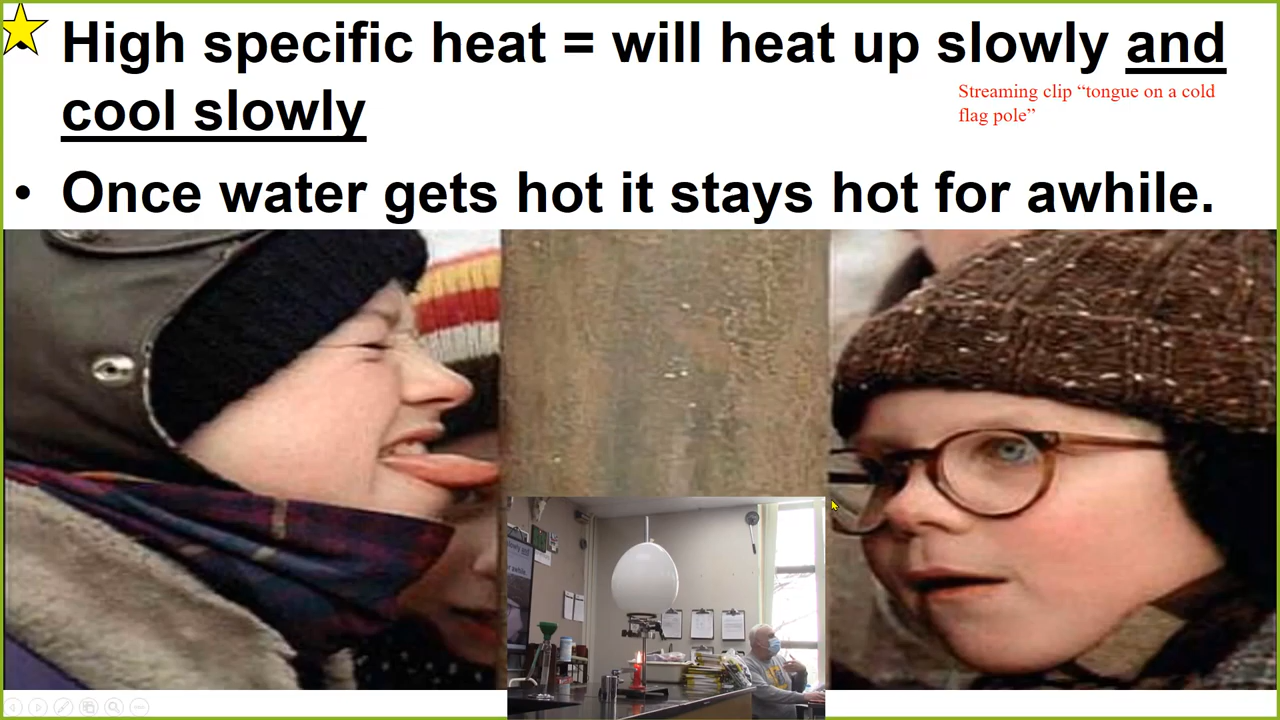 High specific heat = will heat up slowly and
cool slowly
Streaming clip “tongue on a cold
flag pole”
• Once water gets hot it stays hot for awhile.